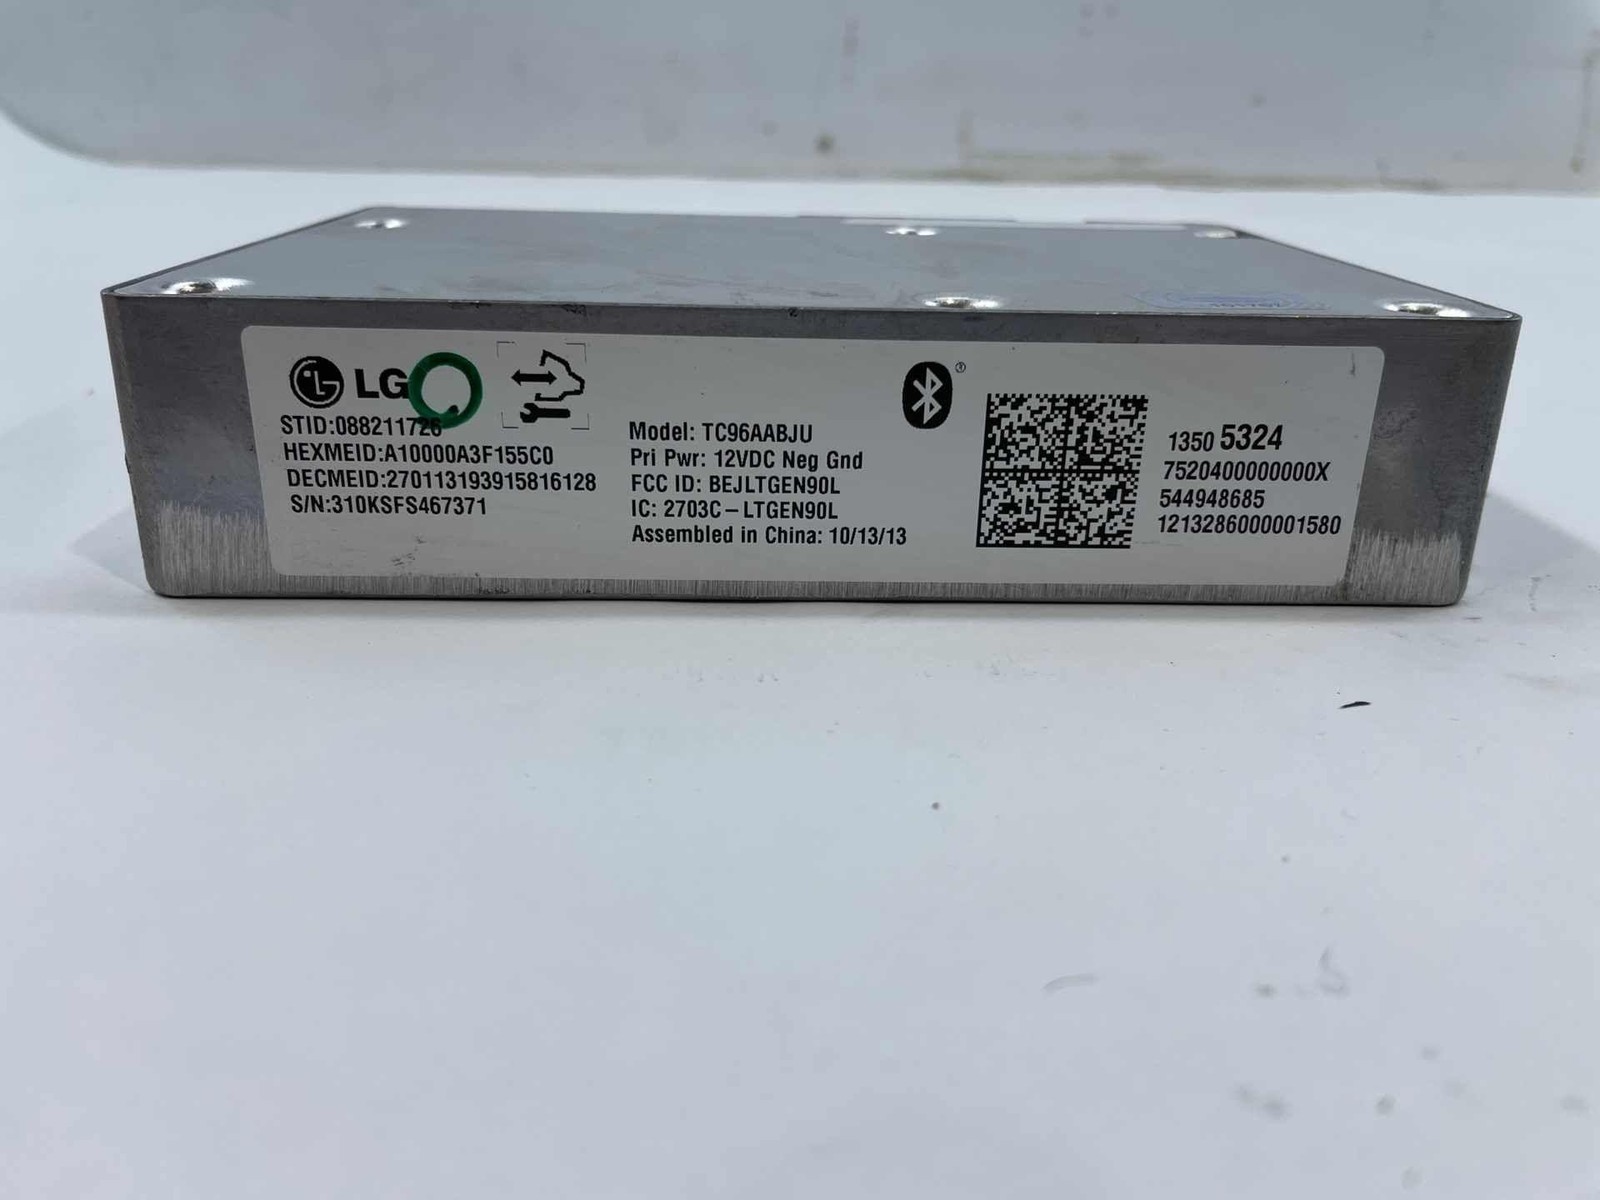 LG
STID:088211726
HEXMEID:A10000A3F155C0
DECMEID:270113193915816128
S/N:310KSFS467371
Model: TC96AABJU
Pri Pwr: 12VDC Neg Gnd
FCC ID: BEJLTGEN90L
IC: 2703C-LTGEN90L
Assembled in China: 10/13/13
1350 5324
7520400000000X
544948685
1213286000001580